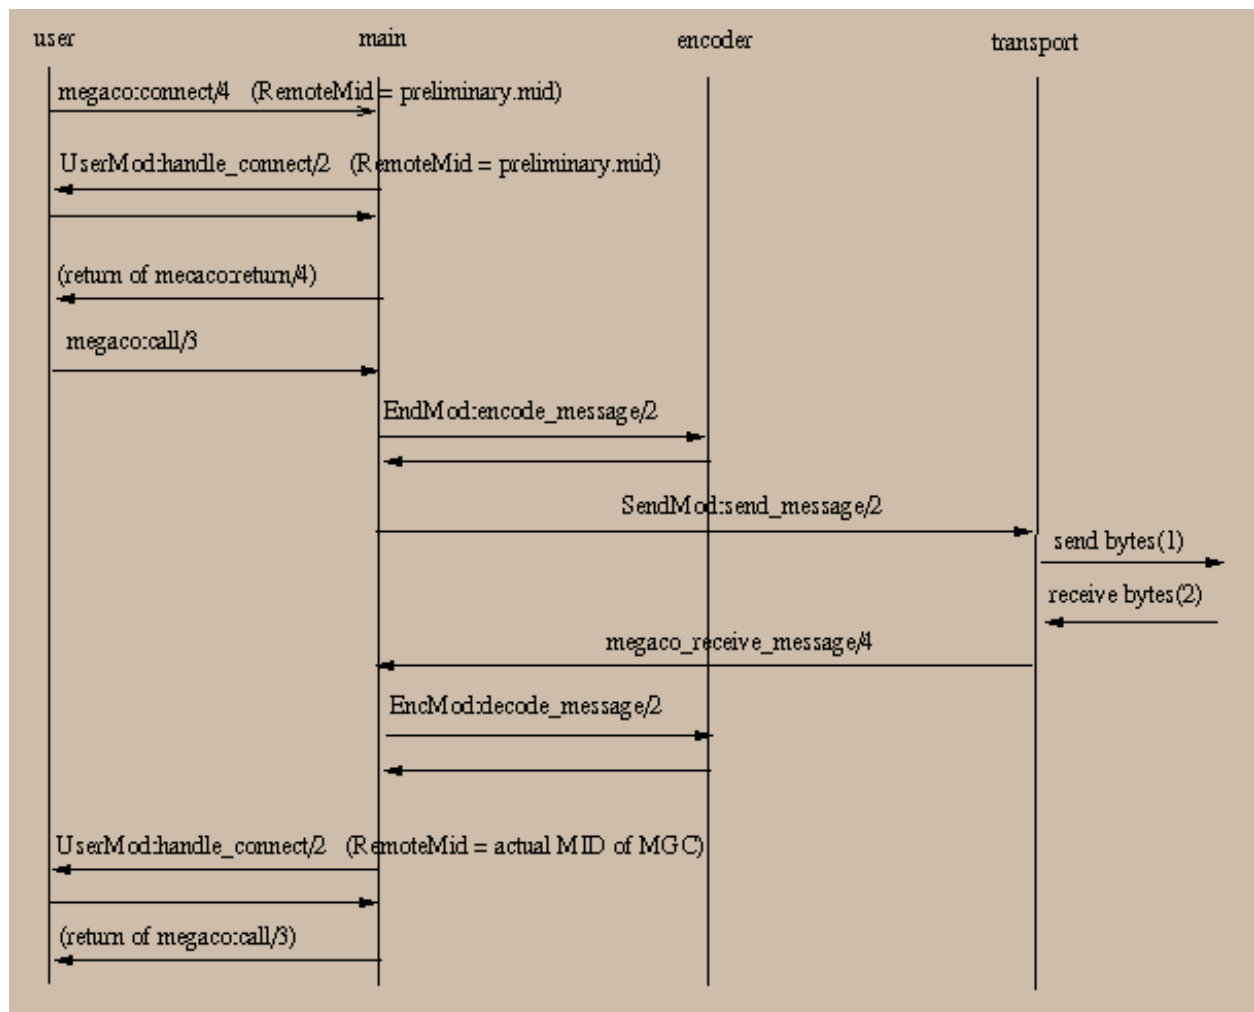 user main encoder transport
megaco:connect/4 (RemoteMid = preliminary.mid)
UserMod:handle_connect/2 (RemoteMid = preliminary.mid)
(return of mecaco:return/4)
megaco:call/3
EndMod:encode_message/2
SendMod:send_message/2
send bytes(1)
receive bytes(2)
megaco_receive_message/4
EncMod:decode_message/2
UserMod:handle_connect/2 (RemoteMid = actual MID of MGC)
(return of megaco:call/3)